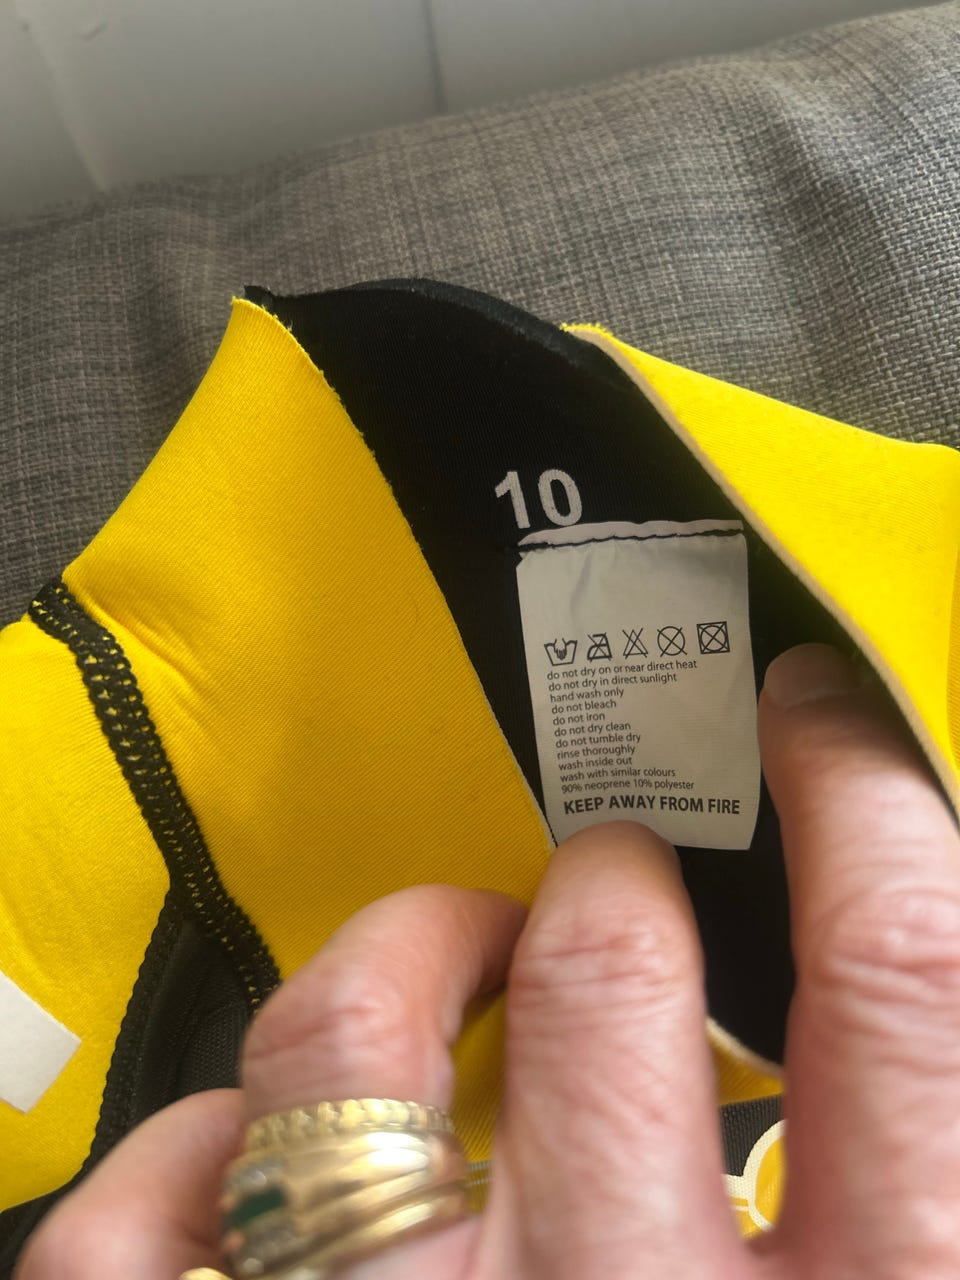 10
do not dry on or near direct heat
do not dry in direct sunlight
hand wash only
do not bleach
do not iron
do not dry clean
do not tumble dry
rinse thoroughly
wash inside out
wash with similar colours
90% neoprene 10% polyester
KEEP AWAY FROM FIRE